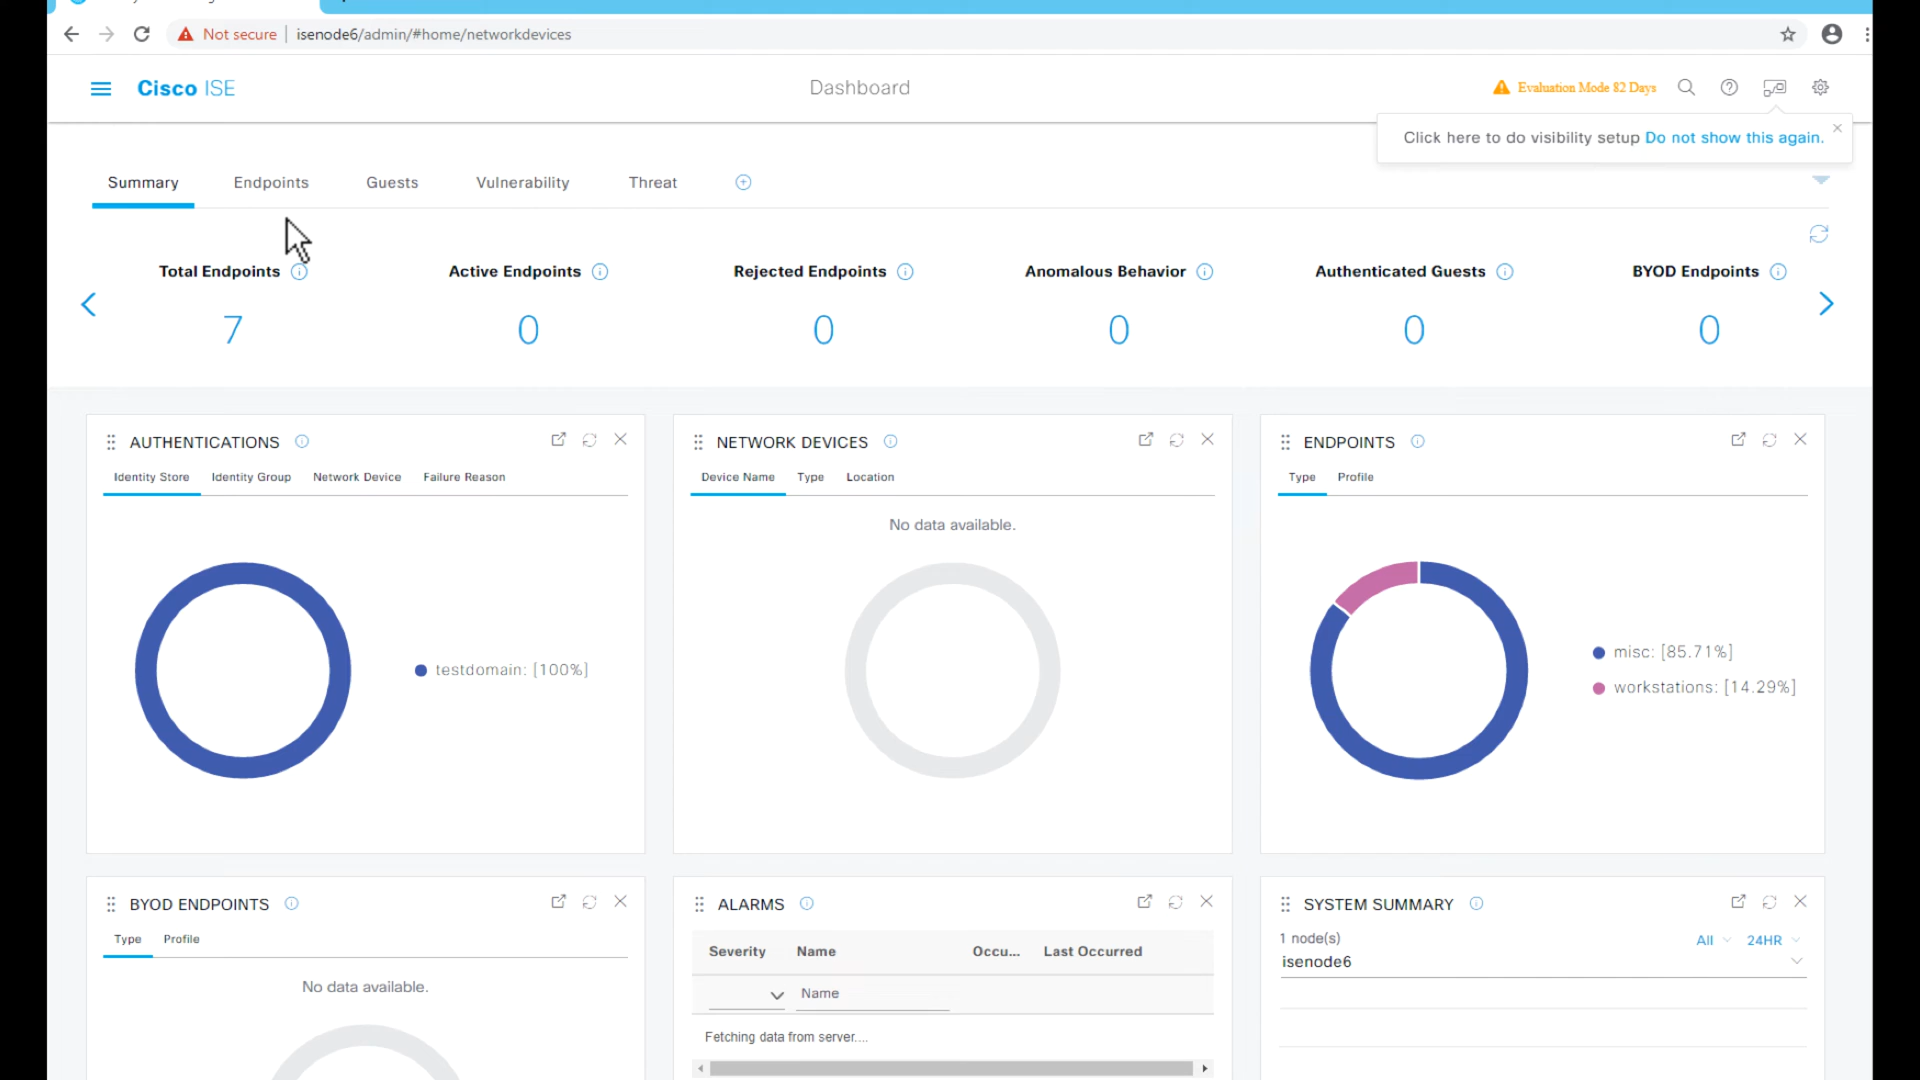 Not secure
isenode6/admin/#home/networkdevices
Cisco ISE
Dashboard
Evaluation Mode 82 Days
Click here to do visibility setup Do not show this again.
Summary
Endpoints
Guests
Vulnerability
Threat
Total Endpoints
Active Endpoints
Rejected Endpoints
Anomalous Behavior
Authenticated Guests
BYOD Endpoints
7
0
0
0
0
0
AUTHENTICATIONS
Identity Store
Identity Group
Network Device
Failure Reason
testdomain: [100%]
NETWORK DEVICES
Device Name
Type
Location
No data available.
ENDPOINTS
Type
Profile
misc: [85.71%]
workstations: [14.29%]
BYOD ENDPOINTS
Type
Profile
No data available.
ALARMS
Severity
Name
Occu...
Last Occurred
Name
Fetching data from server....
SYSTEM SUMMARY
1 node(s)
All
24HR
isenode6